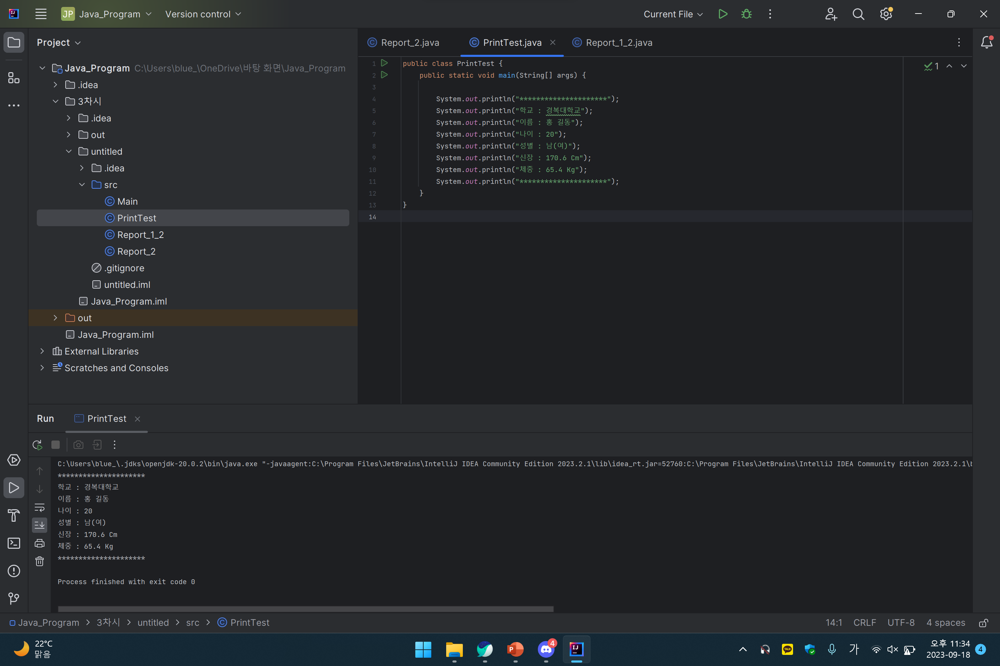 JP Java_Program Version control Current File
Project
Report_2.java PrintTest.java Report_1_2.java
Java_Program C:\Users\blue_\OneDrive\바탕 화면\Java_Program
.idea
3차시
.idea
out
untitled
.idea
src
Main
PrintTest
Report_1_2
Report_2
.gitignore
untitled.iml
Java_Program.iml
out
Java_Program.iml
External Libraries
Scratches and Consoles
1 public class PrintTest {
2 public static void main(String[] args) {
3
4 System.out.println("*********************");
5 System.out.println("학교 : 경복대학교");
6 System.out.println("이름 : 홍 길동");
7 System.out.println("나이 : 20");
8 System.out.println("성별 : 남(여)");
9 System.out.println("신장 : 170.6 Cm");
10 System.out.println("체중 : 65.4 Kg");
11 System.out.println("*********************");
12 }
13 }
14
1
Run PrintTest
C:\Users\blue_\.jdks\openjdk-20.0.2\bin\java.exe "-javaagent:C:\Program Files\JetBrains\IntelliJ IDEA Community Edition 2023.2.1\lib\idea_rt.jar=52760:C:\Program Files\JetBrains\IntelliJ IDEA Community Edition 2023.2.1\b
*********************
학교 : 경복대학교
이름 : 홍 길동
나이 : 20
성별 : 남(여)
신장 : 170.6 Cm
체중 : 65.4 Kg
*********************
Process finished with exit code 0
Java_Program 3차시 untitled src PrintTest 14:1 CRLF UTF-8 4 spaces
22°C
맑음
4
TALK
가
오후 11:34
2023-09-18
4